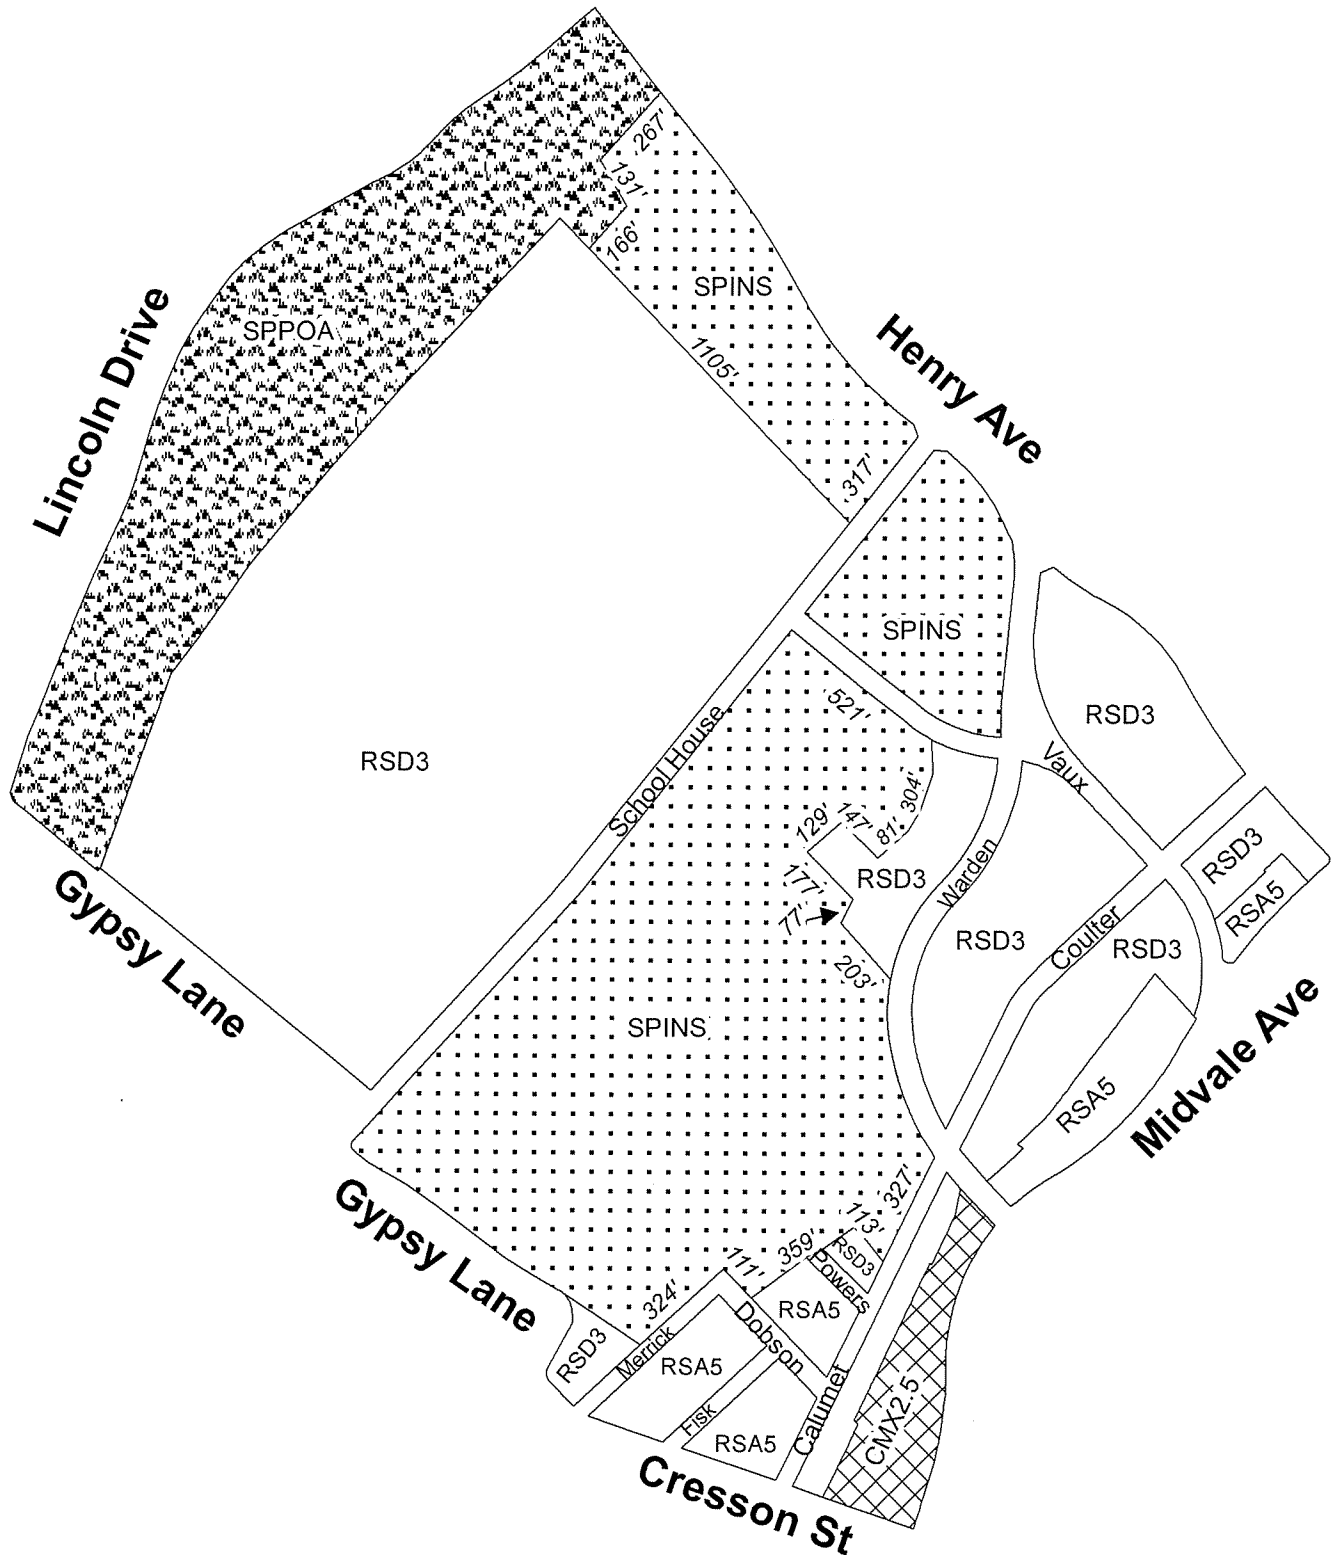 267'
131'
166'
SPINS
Lincoln Drive
SPPOA
Henry Ave
1105'
317'
SPINS
RSD3
521'
RSD3
School House
Vaux
304'
147'
129'
81'
RSD3
Warden
RSD3
RSA5
177'
77'
RSD3
Coulter
RSD3
Gypsy Lane
203'
SPINS
Midvale Ave
RSA5
Gypsy Lane
327'
113'
359'
RSD3
111'
Powers
324'
RSA5
Dobson
RSD3
Merrick
RSA5
Fisk
Calumet
CMX2.5
RSA5
Cresson St